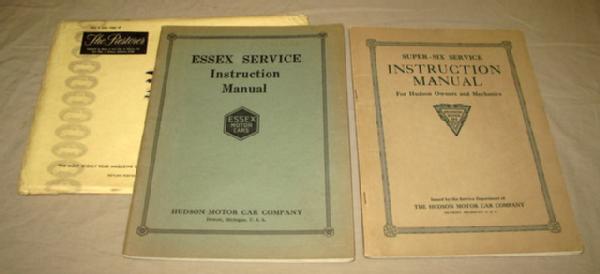 The Restorer
ESSEX SERVICE
Instruction
Manual
ESSEX
MOTOR
CARS
HUDSON MOTOR CAR COMPANY
Detroit, Michigan, U. S. A.
SUPER-SIX SERVICE
INSTRUCTION
MANUAL
For Hudson Owners and Mechanics
Issued by the Service Department of
THE HUDSON MOTOR CAR COMPANY